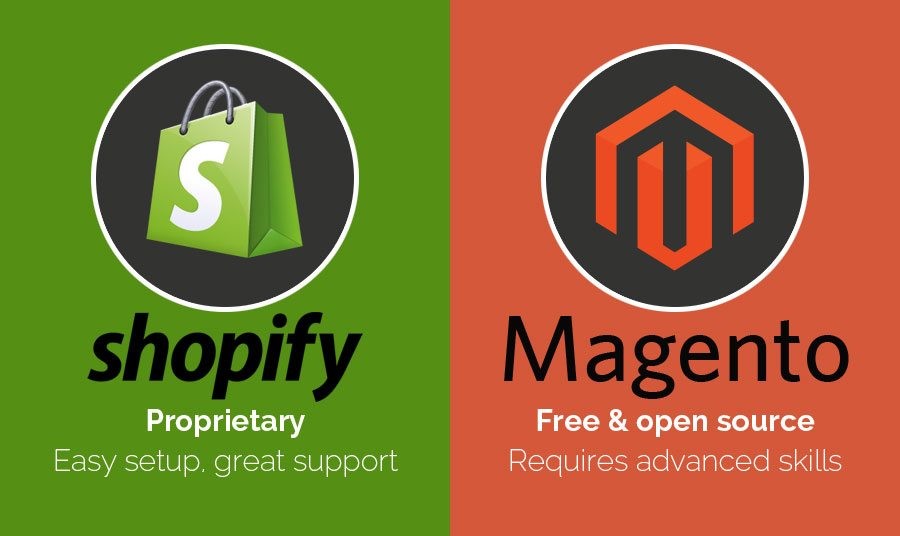 S
shopify
Proprietary
Easy setup, great support
Magento
Free & open source
Requires advanced skills